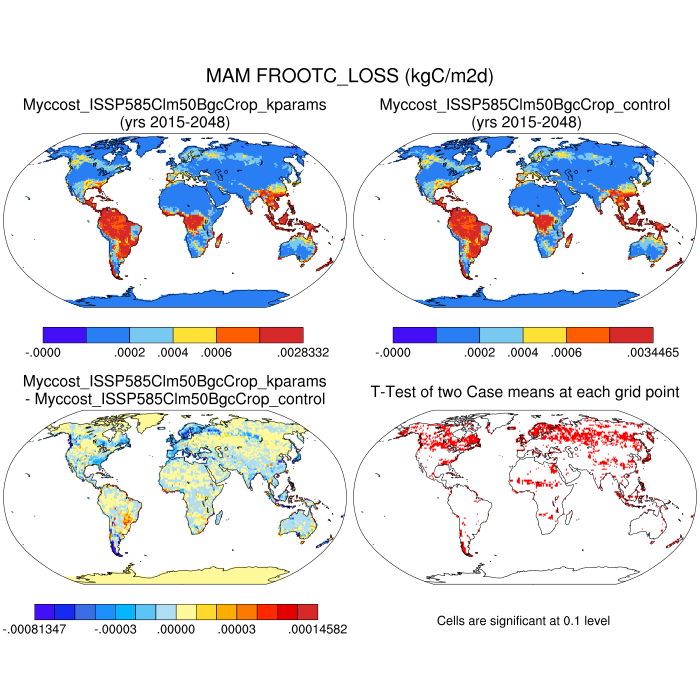 MAM FROOTC_LOSS (kgC/m2d)
Myccost_ISSP585Clm50BgcCrop_kparams
(yrs 2015-2048)
Myccost_ISSP585Clm50BgcCrop_control
(yrs 2015-2048)
-.0000 .0002 .0004 .0006 .0028332
-.0000 .0002 .0004 .0006 .0034465
Myccost_ISSP585Clm50BgcCrop_kparams
- Myccost_ISSP585Clm50BgcCrop_control
T-Test of two Case means at each grid point
-.00081347 -.00003 .00000 .00003 .00014582
Cells are significant at 0.1 level